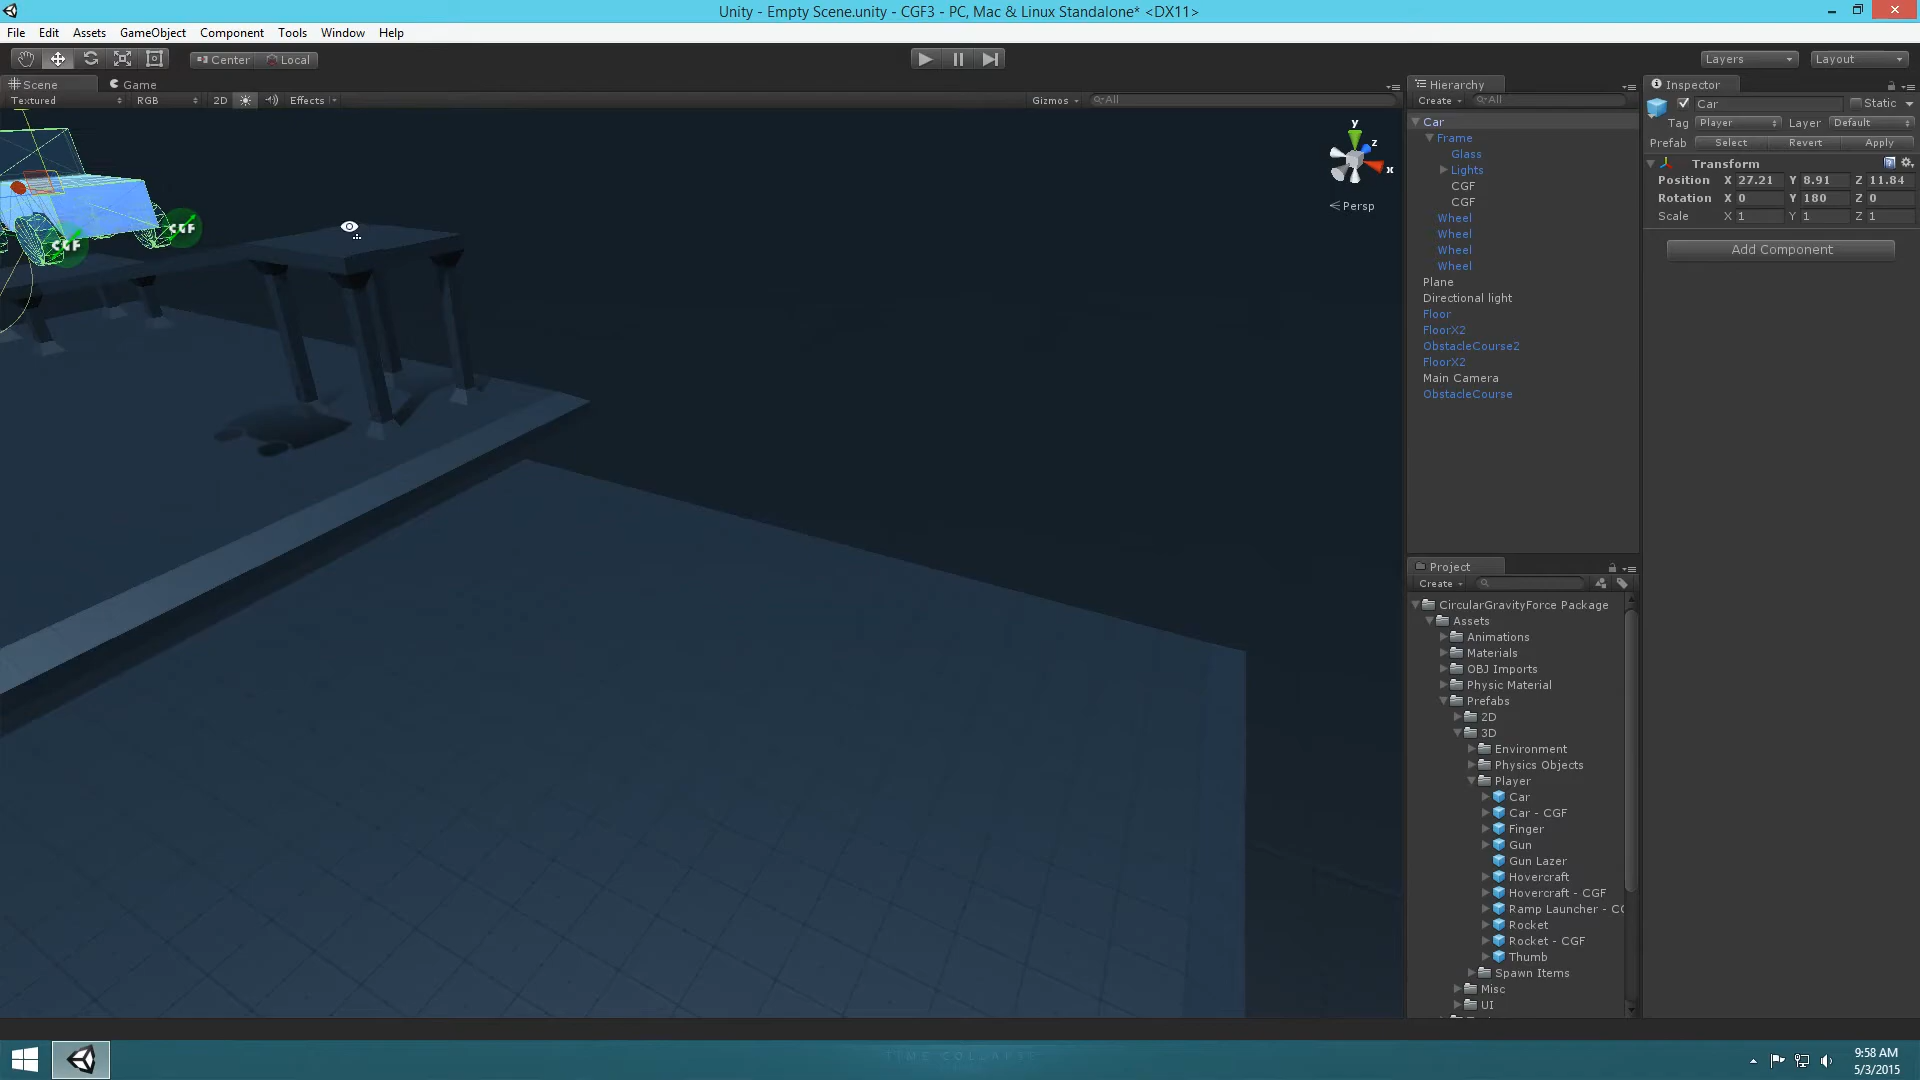 Unity - Empty Scene.unity - CGF3 - PC, Mac & Linux Standalone* <DX11>
File Edit Assets GameObject Component Tools Window Help
Center Local
Layers Layout
Scene Game
Textured RGB 2D Effects Gizmos All
CGF
CGF
y
z
x
Persp
Hierarchy
Create All
Car
Frame
Glass
Lights
CGF
CGF
Wheel
Wheel
Wheel
Wheel
Plane
Directional light
Floor
FloorX2
ObstacleCourse2
FloorX2
Main Camera
ObstacleCourse
Project
Create
CircularGravityForce Package
Assets
Animations
Materials
OBJ Imports
Physic Material
Prefabs
2D
3D
Environment
Physics Objects
Player
Car
Car - CGF
Finger
Gun
Gun Lazer
Hovercraft
Hovercraft - CGF
Ramp Launcher - CG
Rocket
Rocket - CGF
Thumb
Spawn Items
Misc
UI
Inspector
Car Static
Tag Player Layer Default
Prefab Select Revert Apply
Transform
Position X 27.21 Y 8.91 Z 11.84
Rotation X 0 Y 180 Z 0
Scale X 1 Y 1 Z 1
Add Component
TIME COLLAPSE
9:58 AM
5/3/2015